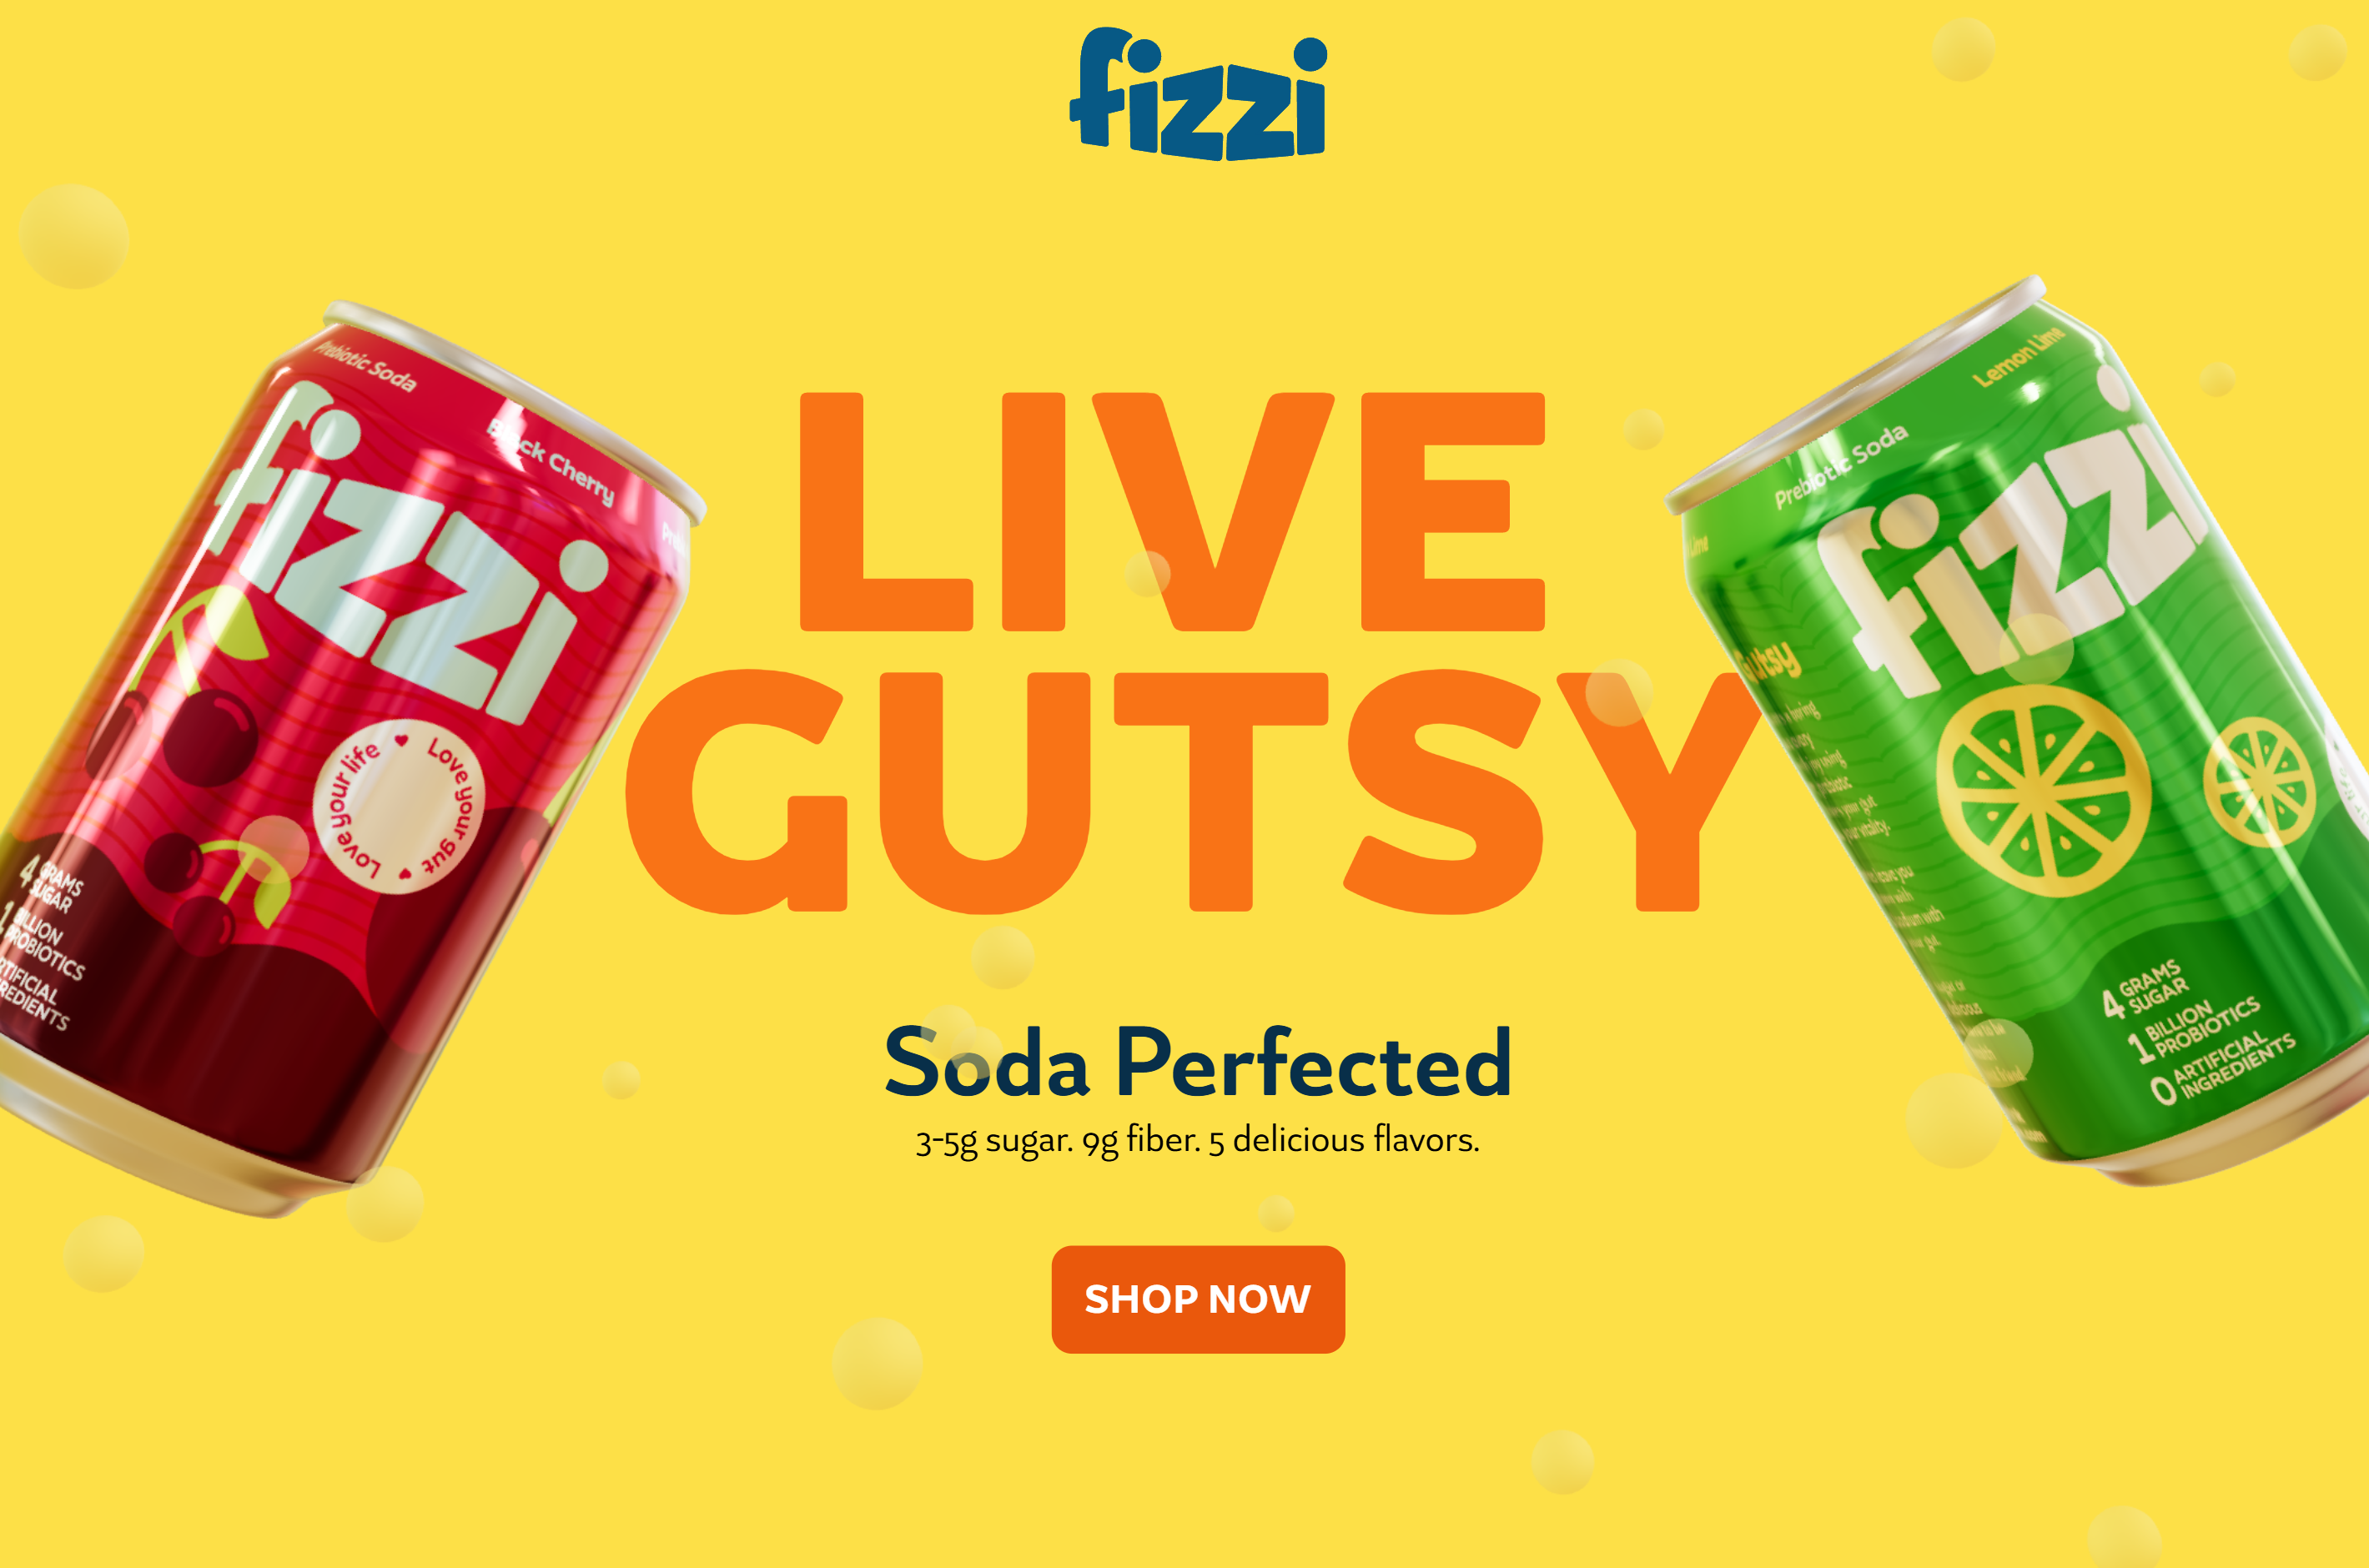 fizzi
LIVE
GUTSY
Soda Perfected
3-5g sugar. 9g fiber. 5 delicious flavors.
SHOP NOW
Prebiotic Soda
Black Cherry
fizzi
Love your gut
Love your life
4 GRAMS
SUGAR
1 BILLION
PROBIOTICS
ARTIFICIAL
Prebiotic Soda
Lemon Lime
fizzi
Lime
Gutsy
4 GRAMS
SUGAR
1 BILLION
PROBIOTICS
0 ARTIFICIAL
INGREDIENTS